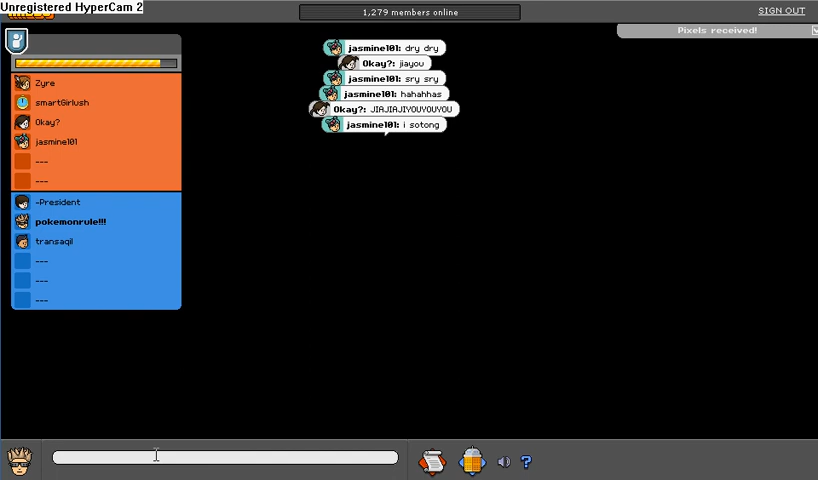 Unregistered HyperCam 2
1,279 members online
SIGN OUT
Pixels received!
Zyre
smartGirlush
Okay?
jasmine101
---
---
-President
pokemonrule!!!
transaqil
---
---
---
jasmine101: dry dry
Okay?: jiayou
jasmine101: sry sry
jasmine101: hahahhas
Okay?: JIAJIAJIYOUYOUYOU
jasmine101: i sotong
?